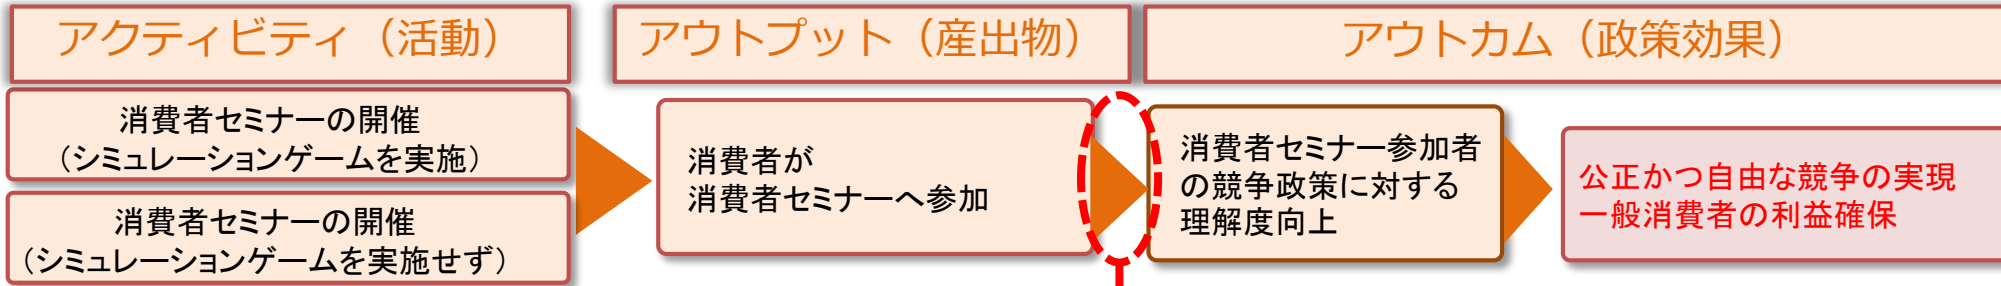 アクティビティ（活動）
アウトプット（産出物）
アウトカム（政策効果）
消費者セミナーの開催
（シミュレーションゲームを実施）
消費者セミナーの開催
（シミュレーションゲームを実施せず）
消費者が
消費者セミナーへ参加
消費者セミナー参加者
の競争政策に対する
理解度向上
公正かつ自由な競争の実現
一般消費者の利益確保